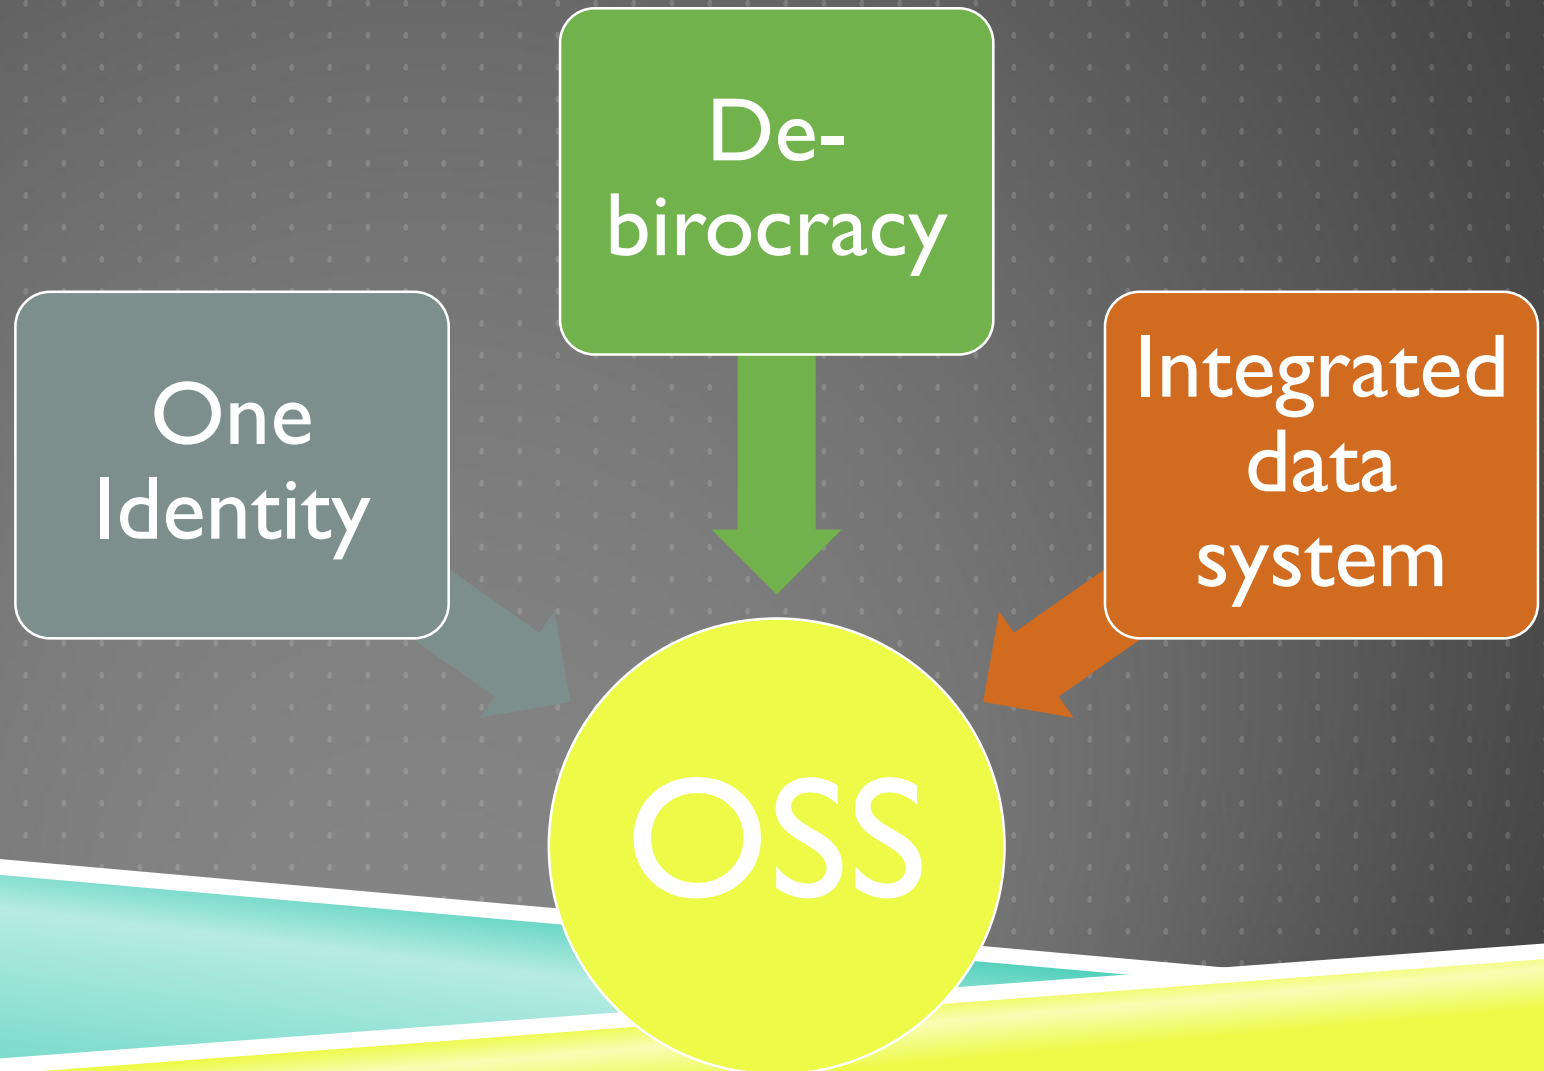 De-
birocracy
One
Identity
Integrated
data
system
OSS